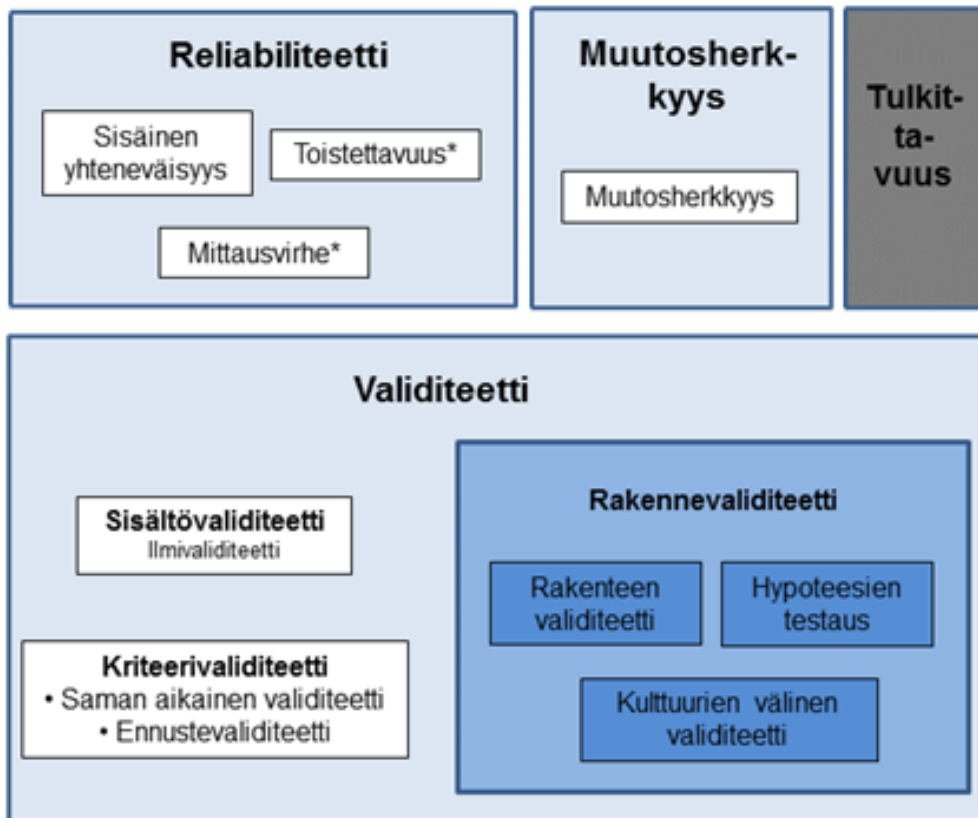 Reliabiliteetti
Sisäinen
yhteneväisyys
Toistettavuus*
Mittausvirhe*
Muutosherk-
kyys
Muutosherkkyys
Tulkit-
ta-
vuus
Validiteetti
Sisältövaliditeetti
Ilmivaliditeetti
Kriteerivaliditeetti
• Saman aikainen validiteetti
• Ennustevaliditeetti
Rakennevaliditeetti
Rakenteen
validiteetti
Hypoteesien
testaus
Kulttuurien välinen
validiteetti